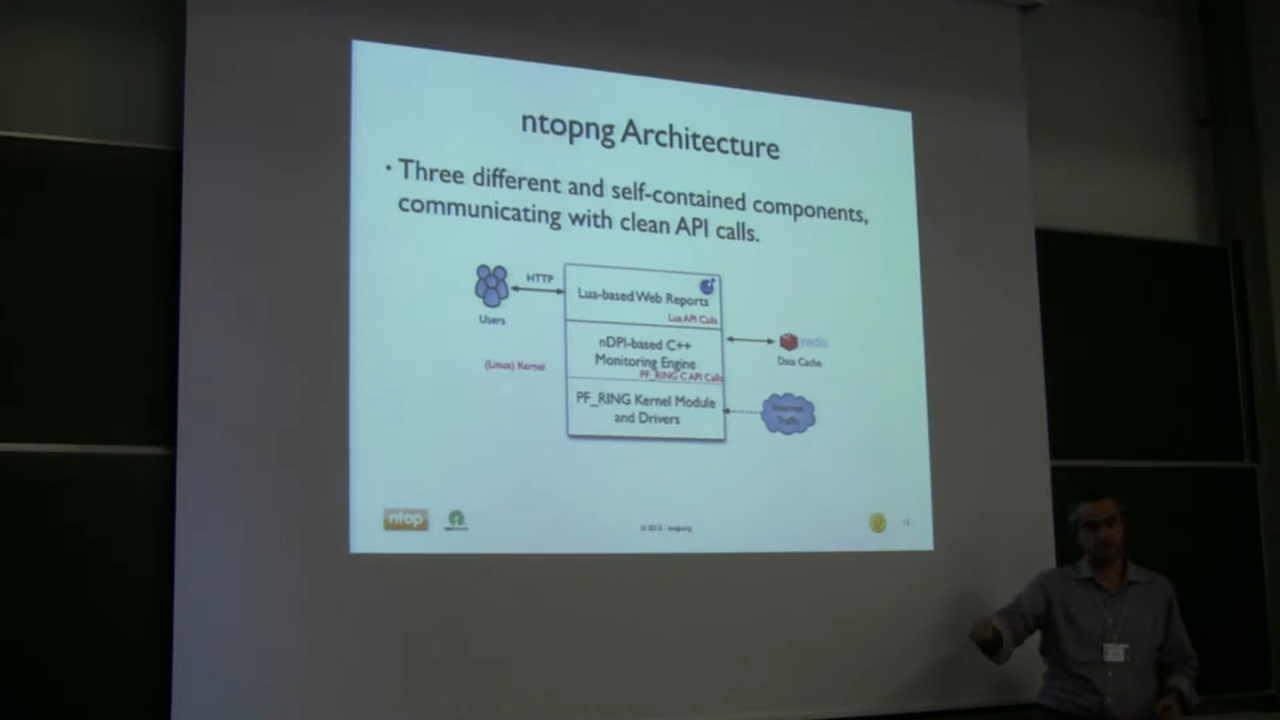 ntopng Architecture
• Three different and self-contained components,
communicating with clean API calls.
HTTP
Lua-based Web Reports
Lua API Calls
Users
nDPI-based C++
Monitoring Engine
PF_RING C API Calls
redis
Data Cache
(Linux) Kernel
PF_RING Kernel Module
and Drivers
Internet
Traffic
ntop
© 2013 - ntop.org